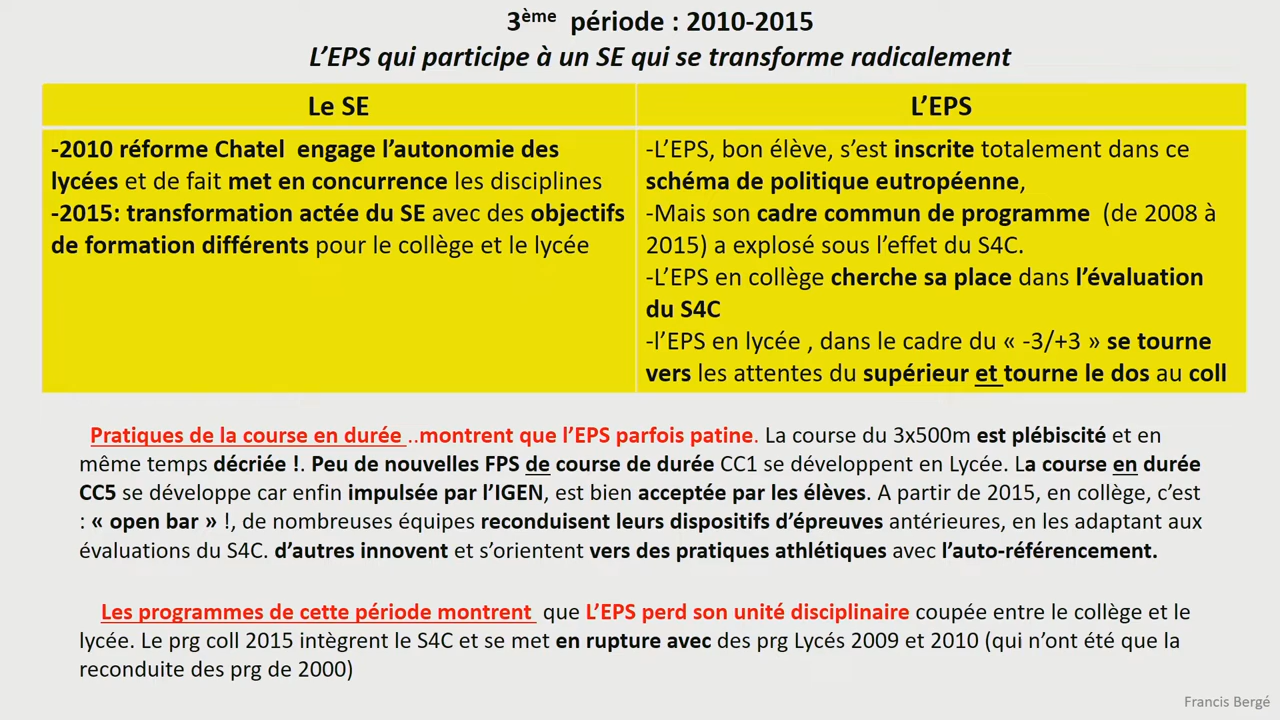 3ème période : 2010-2015
L’EPS qui participe à un SE qui se transforme radicalement
Le SE
-2010 réforme Chatel engage l’autonomie des
lycées et de fait met en concurrence les disciplines
-2015: transformation actée du SE avec des objectifs
de formation différents pour le collège et le lycée
L’EPS
-L’EPS, bon élève, s’est inscrite totalement dans ce
schéma de politique eutropéenne,
-Mais son cadre commun de programme (de 2008 à
2015) a explosé sous l’effet du S4C.
-L’EPS en collège cherche sa place dans l’évaluation
du S4C
-l’EPS en lycée , dans le cadre du « -3/+3 » se tourne
vers les attentes du supérieur et tourne le dos au coll
Pratiques de la course en durée ..montrent que l’EPS parfois patine. La course du 3x500m est plébiscité et en
même temps décriée !. Peu de nouvelles FPS de course de durée CC1 se développent en Lycée. La course en durée
CC5 se développe car enfin impulsée par l’IGEN, est bien acceptée par les élèves. A partir de 2015, en collège, c’est
: « open bar » !, de nombreuses équipes reconduisent leurs dispositifs d’épreuves antérieures, en les adaptant aux
évaluations du S4C. d’autres innovent et s’orientent vers des pratiques athlétiques avec l’auto-référencement.
Les programmes de cette période montrent que L’EPS perd son unité disciplinaire coupée entre le collège et le
lycée. Le prg coll 2015 intègrent le S4C et se met en rupture avec des prg Lycés 2009 et 2010 (qui n’ont été que la
reconduite des prg de 2000)
Francis Bergé